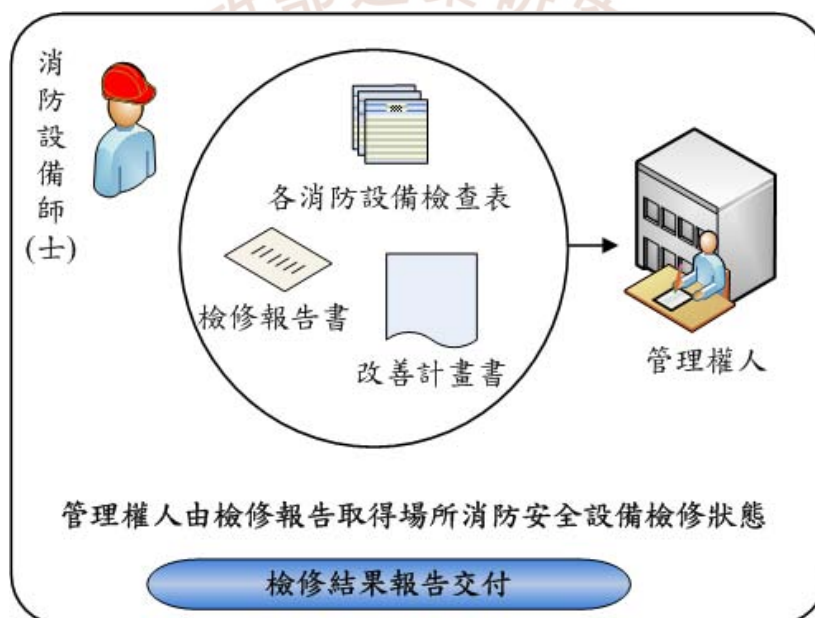 消防設備師(士)
各消防設備檢查表
檢修報告書
改善計畫書
管理權人
管理權人由檢修報告取得場所消防安全設備檢修狀態
檢修結果報告交付